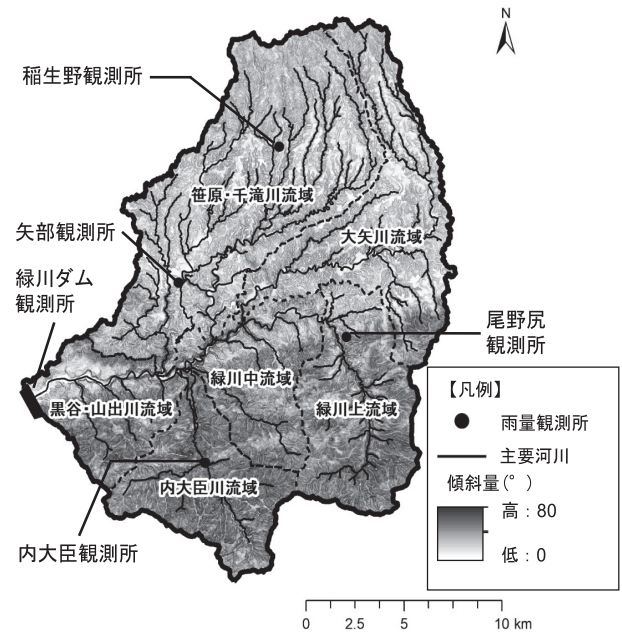 N
稲生野観測所
笹原・千滝川流域
矢部観測所
大矢川流域
緑川ダム
観測所
尾野尻
観測所
緑川中流域
黒谷・山出川流域
緑川上流域
内大臣川流域
内大臣観測所
【凡例】
雨量観測所
主要河川
傾斜量(°)
高：80
低：0
0 2.5 5 10 km